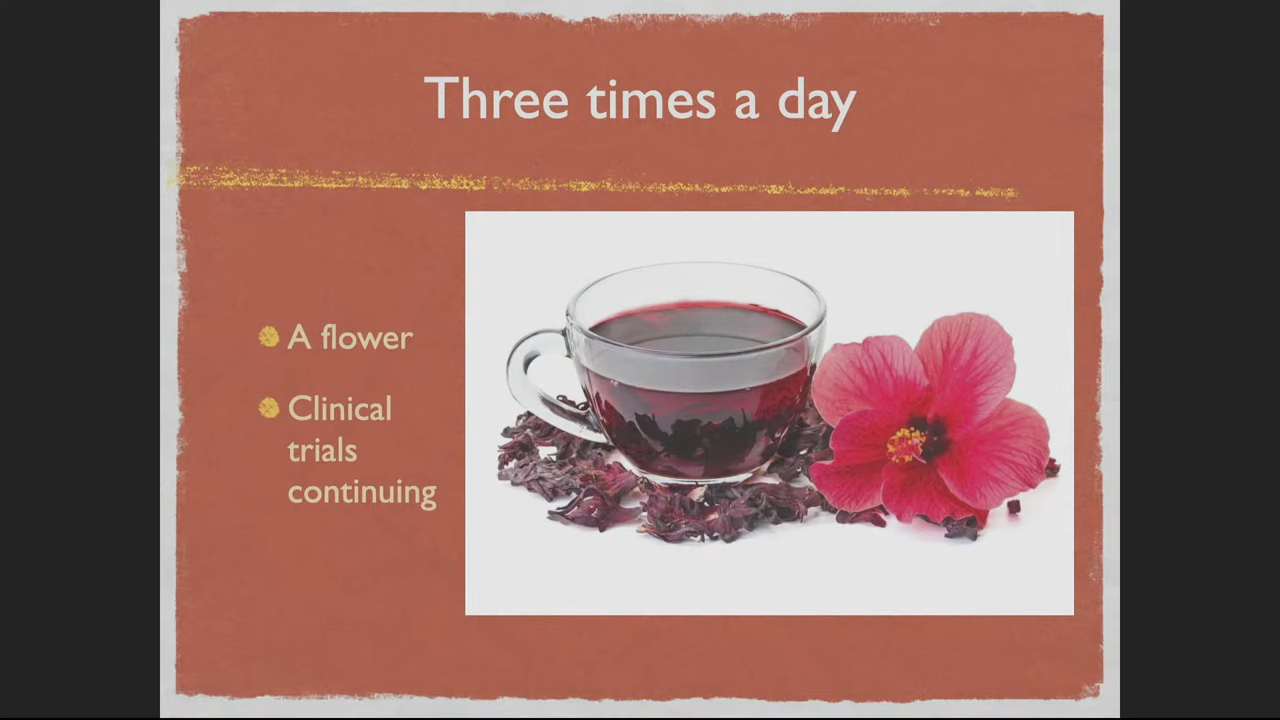 Three times a day
A flower
Clinical
trials
continuing